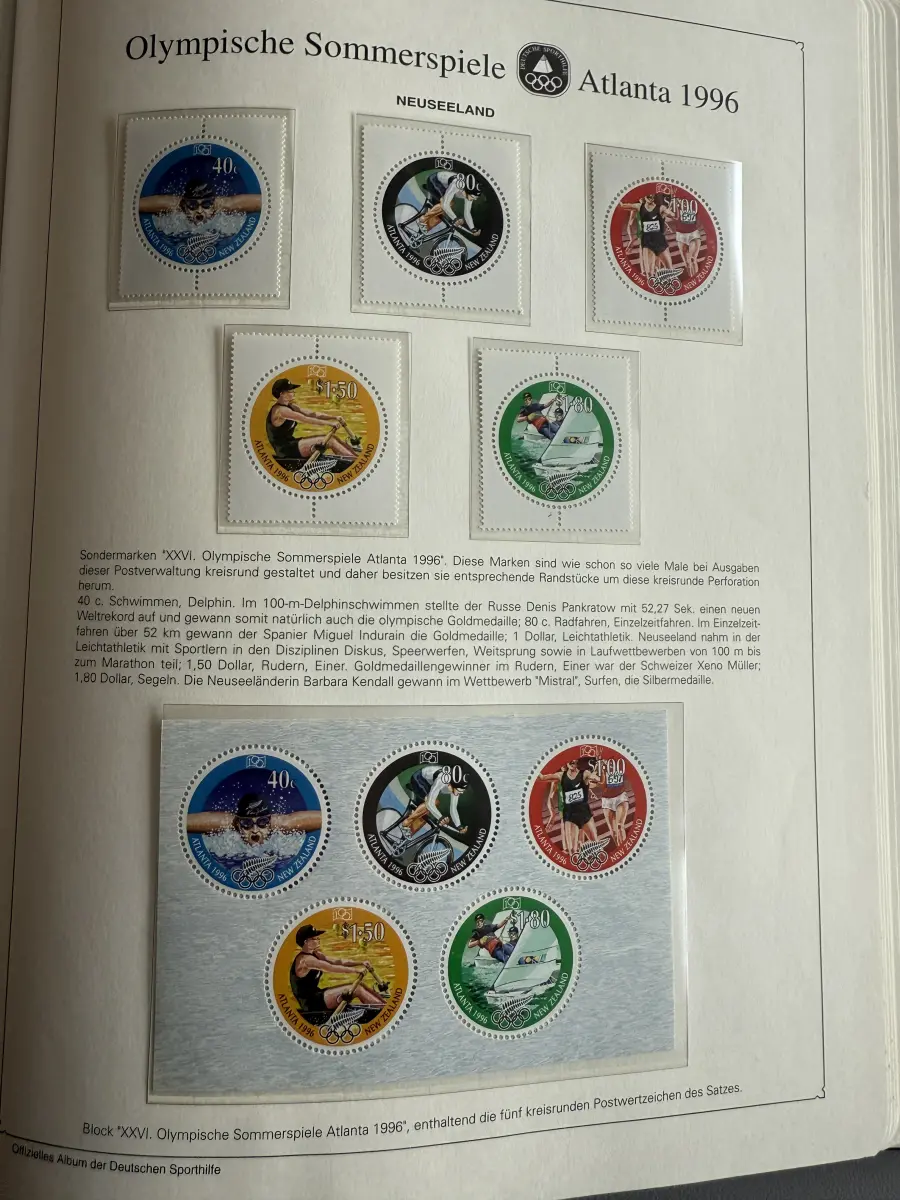 Olympische Sommerspiele DEUTSCHE SPORTHILFE Atlanta 1996
NEUSEELAND
40c
ATLANTA 1996 NEW ZEALAND
80c
ATLANTA 1996 NEW ZEALAND
$1.00
825
ATLANTA 1996 NEW ZEALAND
$1.50
ATLANTA 1996 NEW ZEALAND
$1.80
ATLANTA 1996 NEW ZEALAND
Sondermarken "XXVI. Olympische Sommerspiele Atlanta 1996". Diese Marken sind wie schon so viele Male bei Ausgaben
dieser Postverwaltung kreisrund gestaltet und daher besitzen sie entsprechende Randstücke um diese kreisrunde Perforation
herum.
40 c. Schwimmen, Delphin. Im 100-m-Delphinschwimmen stellte der Russe Denis Pankratow mit 52,27 Sek. einen neuen
Weltrekord auf und gewann somit natürlich auch die olympische Goldmedaille; 80 c. Radfahren, Einzelzeitfahren. Im Einzelzeit-
fahren über 52 km gewann der Spanier Miguel Indurain die Goldmedaille; 1 Dollar, Leichtathletik. Neuseeland nahm in der
Leichtathletik mit Sportlern in den Disziplinen Diskus, Speerwerfen, Weitsprung sowie in Laufwettbewerben von 100 m bis
zum Marathon teil; 1,50 Dollar, Rudern, Einer. Goldmedaillengewinner im Rudern, Einer war der Schweizer Xeno Müller;
1,80 Dollar, Segeln. Die Neuseeländerin Barbara Kendall gewann im Wettbewerb "Mistral", Surfen, die Silbermedaille.
40c
ATLANTA 1996 NEW ZEALAND
80c
ATLANTA 1996 NEW ZEALAND
$1.00
825
ATLANTA 1996 NEW ZEALAND
$1.50
ATLANTA 1996 NEW ZEALAND
$1.80
ATLANTA 1996 NEW ZEALAND
Block "XXVI. Olympische Sommerspiele Atlanta 1996", enthaltend die fünf kreisrunden Postwertzeichen des Satzes.
Offizielles Album der Deutschen Sporthilfe